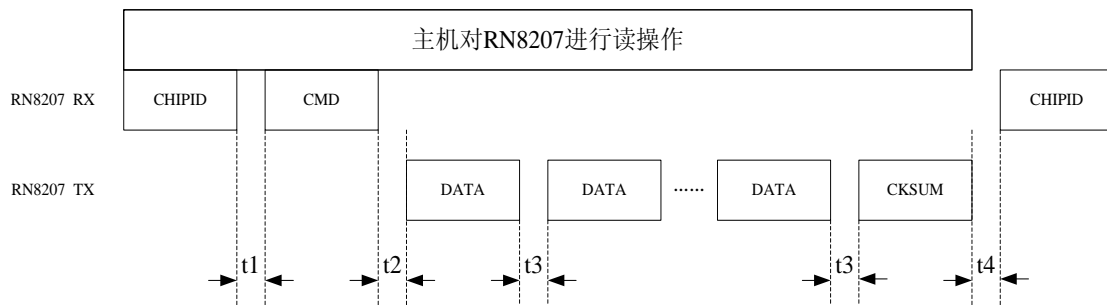 主机对RN8207进行读操作
RN8207 RX
CHIPID
CMD
CHIPID
RN8207 TX
DATA
DATA
······
DATA
CKSUM
t1
t2
t3
t3
t4